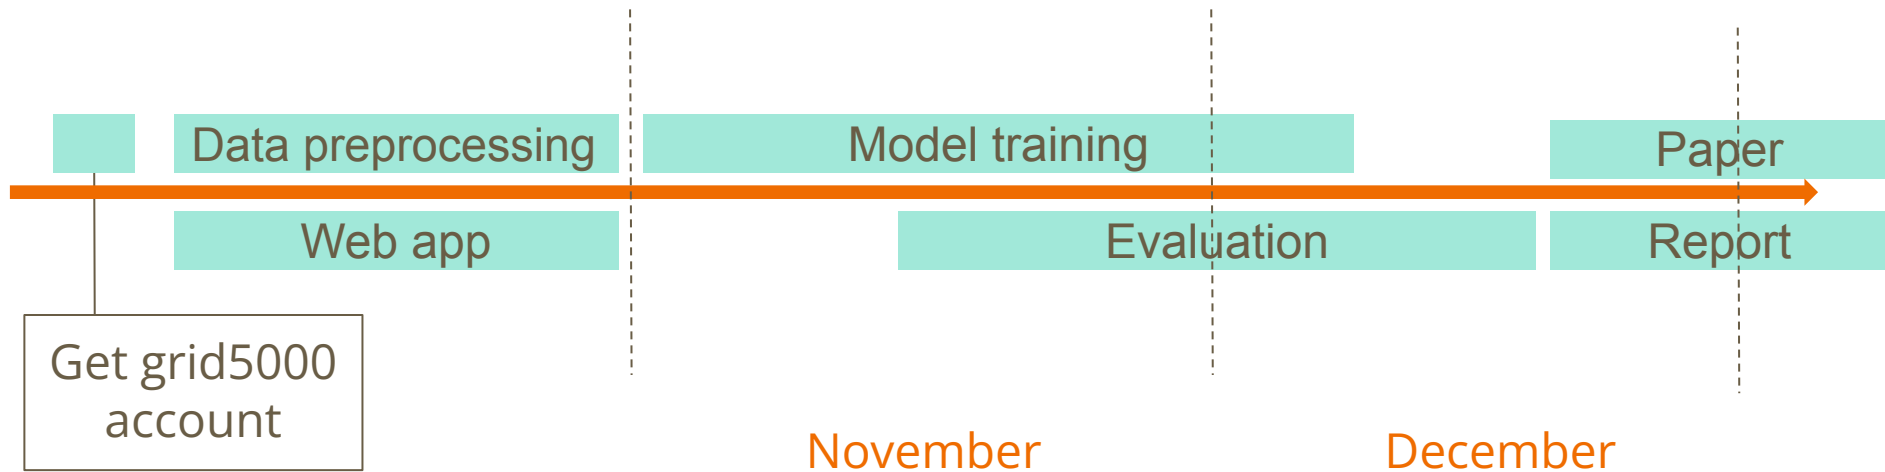 Data preprocessing
Model training
Paper
Web app
Evaluation
Report
Get grid5000
account
November
December